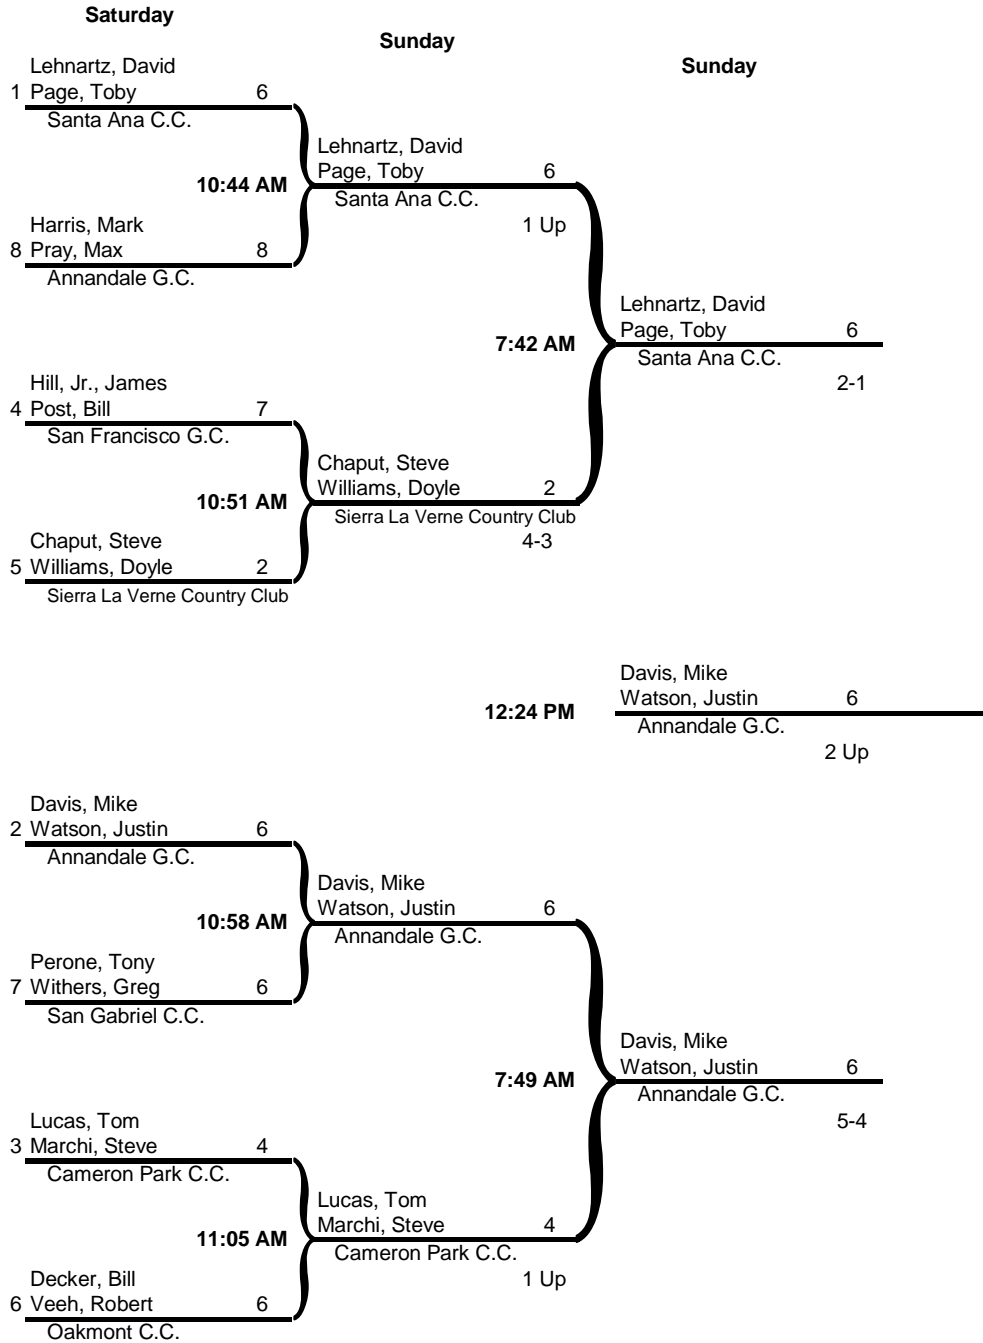 Saturday
Sunday
Sunday
Lehnartz, David
1 Page, Toby 6
Santa Ana C.C.
Lehnartz, David
10:44 AM Page, Toby 6
Santa Ana C.C.
Harris, Mark 1 Up
8 Pray, Max 8
Annandale G.C.
Lehnartz, David
7:42 AM Page, Toby 6
Santa Ana C.C.
Hill, Jr., James 2-1
4 Post, Bill 7
San Francisco G.C.
Chaput, Steve
10:51 AM Williams, Doyle 2
Sierra La Verne Country Club
Chaput, Steve 4-3
5 Williams, Doyle 2
Sierra La Verne Country Club
Davis, Mike
12:24 PM Watson, Justin 6
Annandale G.C.
2 Up
Davis, Mike
2 Watson, Justin 6
Annandale G.C.
Davis, Mike
10:58 AM Watson, Justin 6
Annandale G.C.
Perone, Tony
7 Withers, Greg 6
San Gabriel C.C.
Davis, Mike
7:49 AM Watson, Justin 6
Annandale G.C.
Lucas, Tom 5-4
3 Marchi, Steve 4
Cameron Park C.C.
Lucas, Tom
11:05 AM Marchi, Steve 4
Cameron Park C.C.
Decker, Bill 1 Up
6 Veeh, Robert 6
Oakmont C.C.